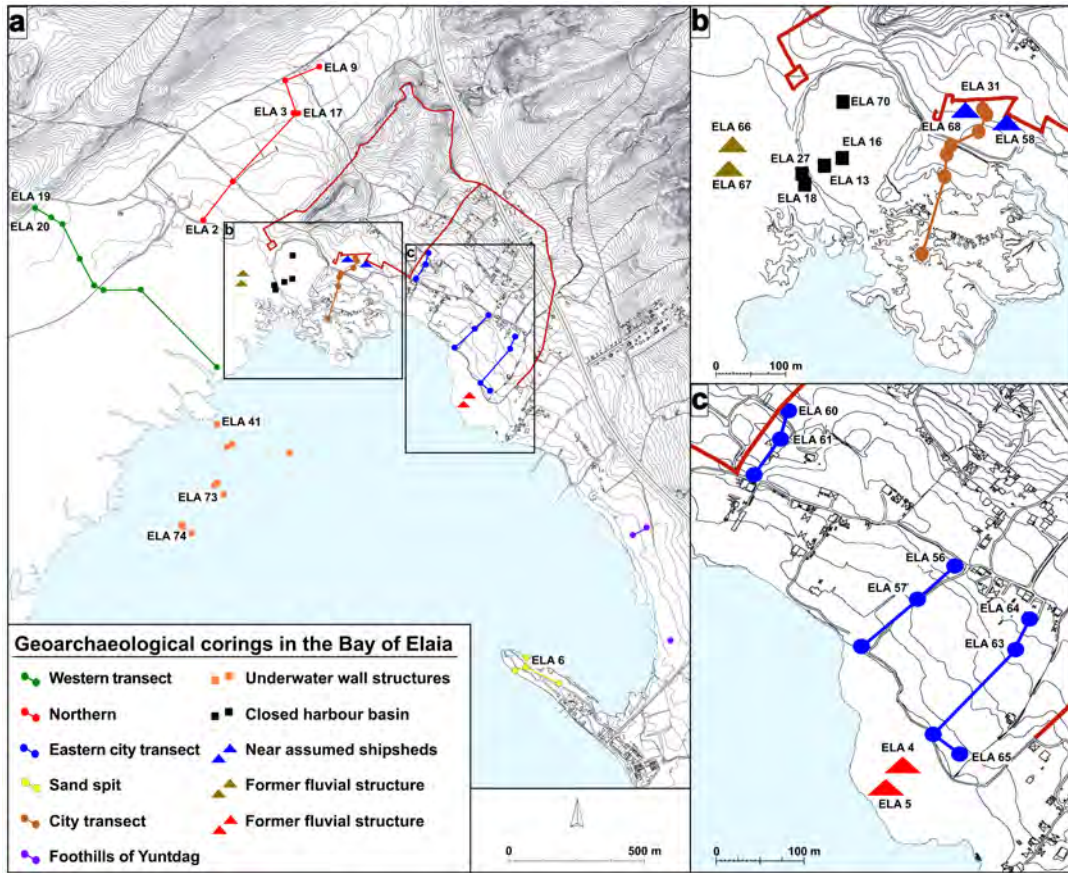 a
ELA 9
ELA 3
ELA 17
ELA 19
ELA 20
ELA 2
b
c
ELA 41
ELA 73
ELA 74
ELA 6
Geoarchaeological corings in the Bay of Elaia
Western transect
Northern
Eastern city transect
Sand spit
City transect
Foothills of Yuntdag
Underwater wall structures
Closed harbour basin
Near assumed shipsheds
Former fluvial structure
Former fluvial structure
0 500 m
b
ELA 70
ELA 31
ELA 66
ELA 68
ELA 58
ELA 16
ELA 27
ELA 67
ELA 13
ELA 18
0 100 m
c
ELA 60
ELA 61
ELA 56
ELA 57
ELA 64
ELA 63
ELA 4
ELA 65
ELA 5
0 100 m